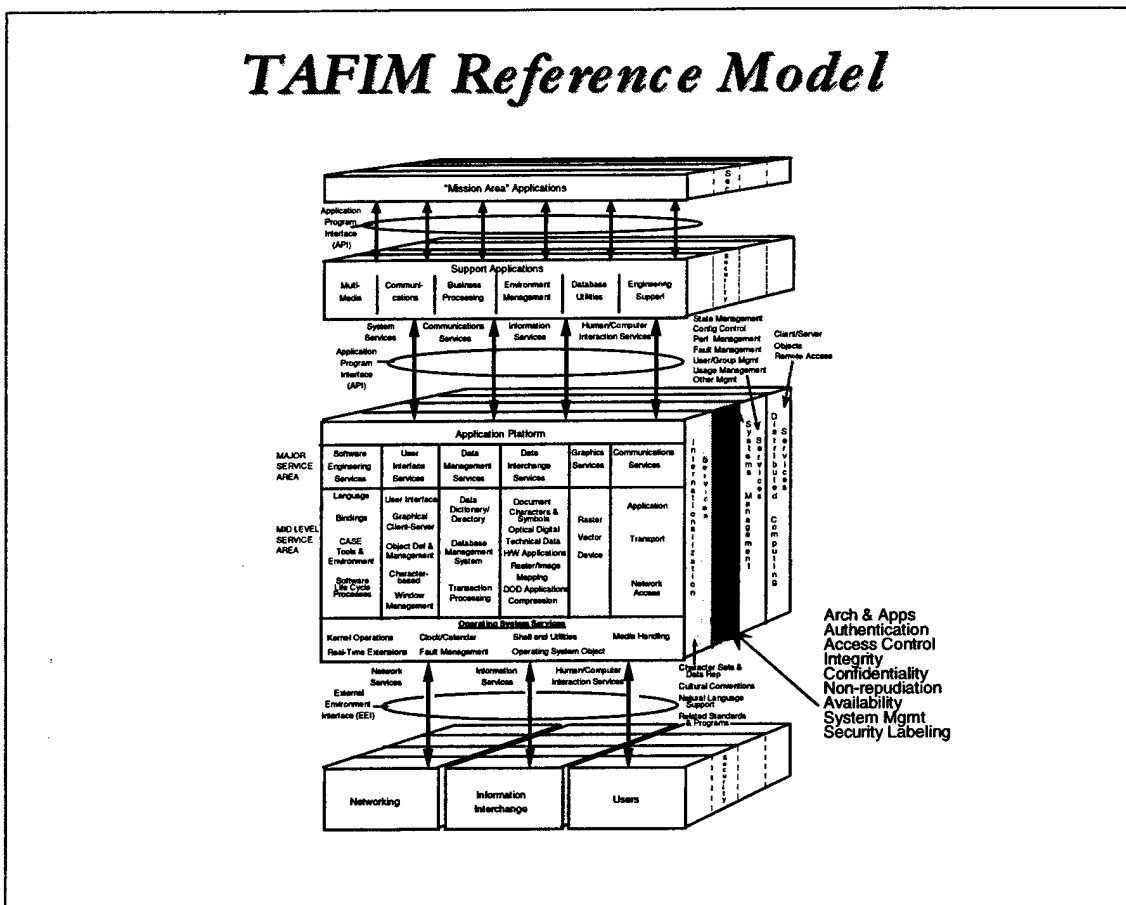 TAFIM Reference Model
"Mission Area" Applications
Application
Program
Interface
(API)
Support Applications
Multi-
Media
Communi-
cations
Business
Processing
Environment
Management
Database
Utilities
Engineering
Support
Security
System
Services
Communications
Services
Information
Services
Human/Computer
Interaction Services
State Management
Config Control
Perf Management
Fault Management
User/Group Mgmt
Usage Management
Other Mgmt
Client/Server
Objects
Remote Access
Application
Program
Interface
(API)
Application Platform
MAJOR
SERVICE
AREA
Software
Engineering
Services
User
Interface
Services
Data
Management
Services
Data
Interchange
Services
Graphics
Services
Communications
Services
MID LEVEL
SERVICE
AREA
Language
Bindings
CASE
Tools &
Environment
Software
Life Cycle
Processes
User Interface
Graphical
Client-Server
Object Def &
Management
Character-
based
Window
Management
Data
Dictionary/
Directory
Database
Management
System
Transaction
Processing
Document
Characters &
Symbols
Optical Digital
Technical Data
H/W Applications
Raster/Image
Mapping
DOD Applications
Compression
Raster
Vector
Device
Application
Transport
Network
Access
Internationalization
Services
Systems Management
Services
Distributed Computing
Services
Operating System Services
Kernel Operations
Clock/Calendar
Shell and Utilities
Media Handling
Real-Time Extensions
Fault Management
Operating System Object
Arch & Apps
Authentication
Access Control
Integrity
Confidentiality
Non-repudiation
Availability
System Mgmt
Security Labeling
Network
Services
Information
Services
Human/Computer
Interaction Services
Character Sets &
Data Rep
Cultural Conventions
Natural Language
Support
Related Standards
& Programs
External
Environment
Interface (EEI)
Networking
Information
Interchange
Users
Security